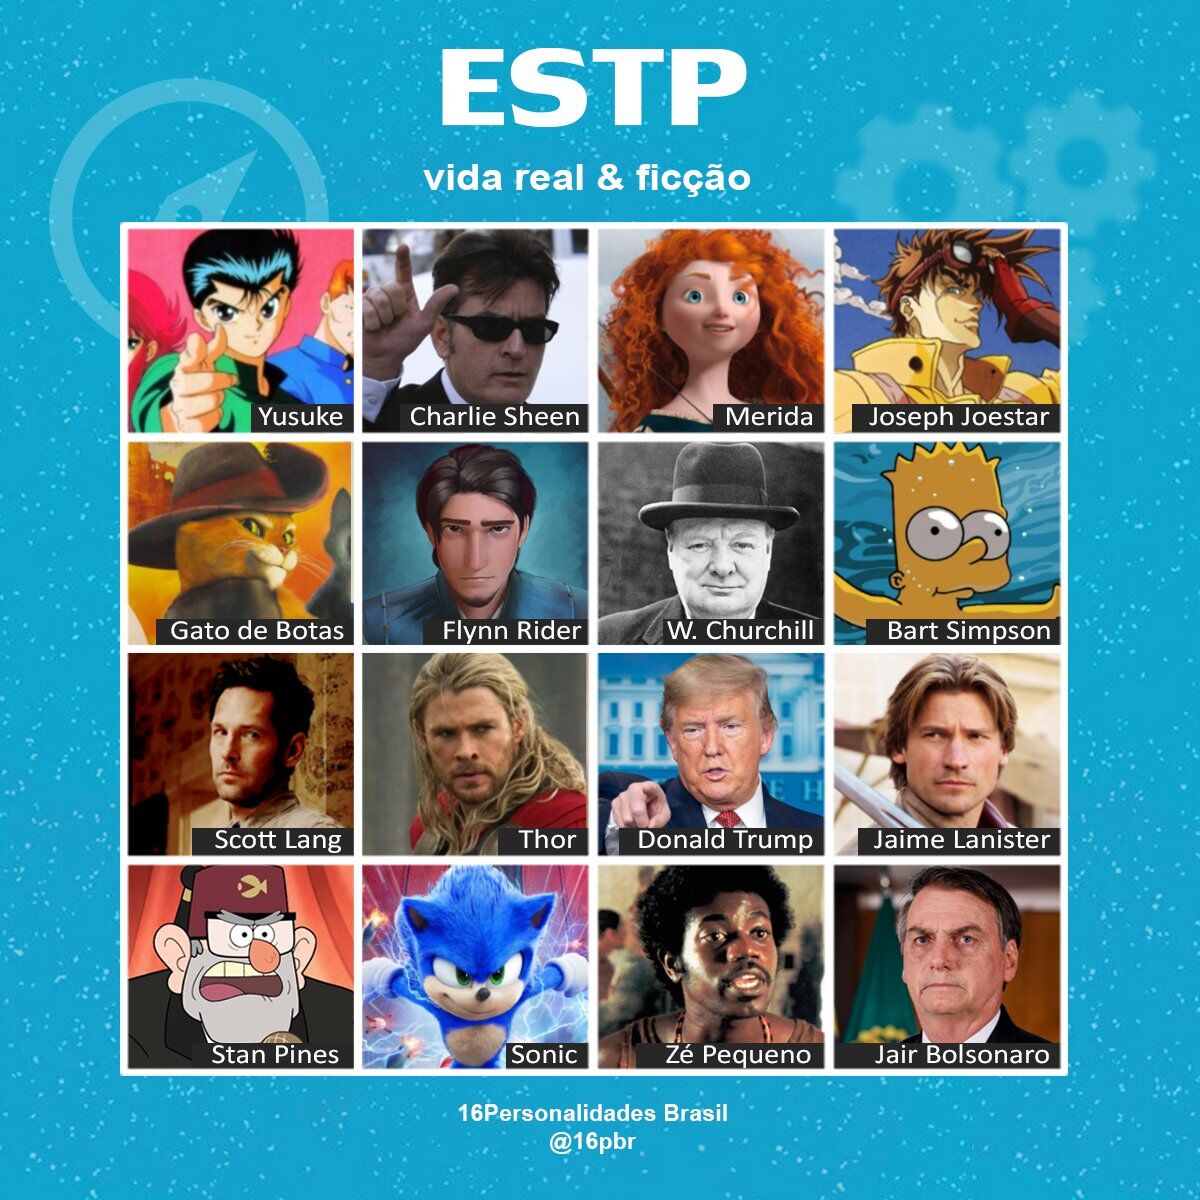 ESTP
vida real & ficção
Yusuke
Charlie Sheen
Merida
Joseph Joestar
Gato de Botas
Flynn Rider
W. Churchill
Bart Simpson
Scott Lang
Thor
Donald Trump
Jaime Lanister
Stan Pines
Sonic
Zé Pequeno
Jair Bolsonaro
16Personalidades Brasil
@16pbr